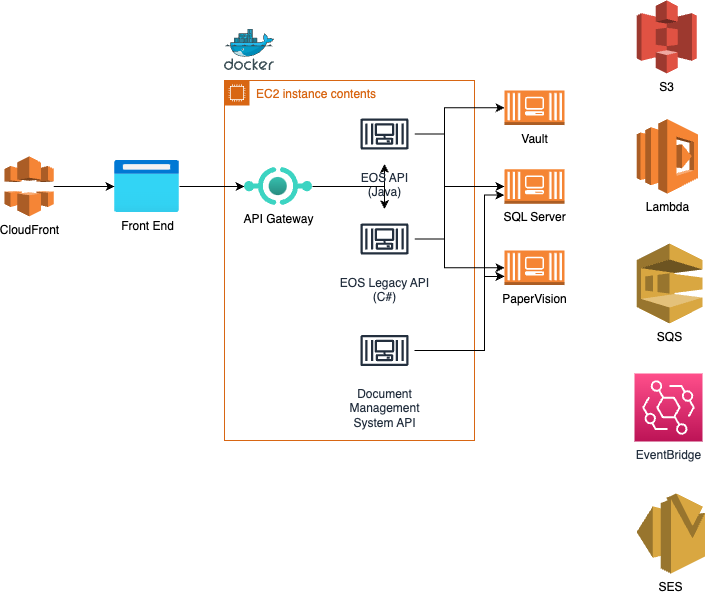 docker
EC2 instance contents
S3
Vault
EOS API
(Java)
Lambda
CloudFront
Front End
API Gateway
SQL Server
EOS Legacy API
(C#)
PaperVision
SQS
Document
Management
System API
EventBridge
SES